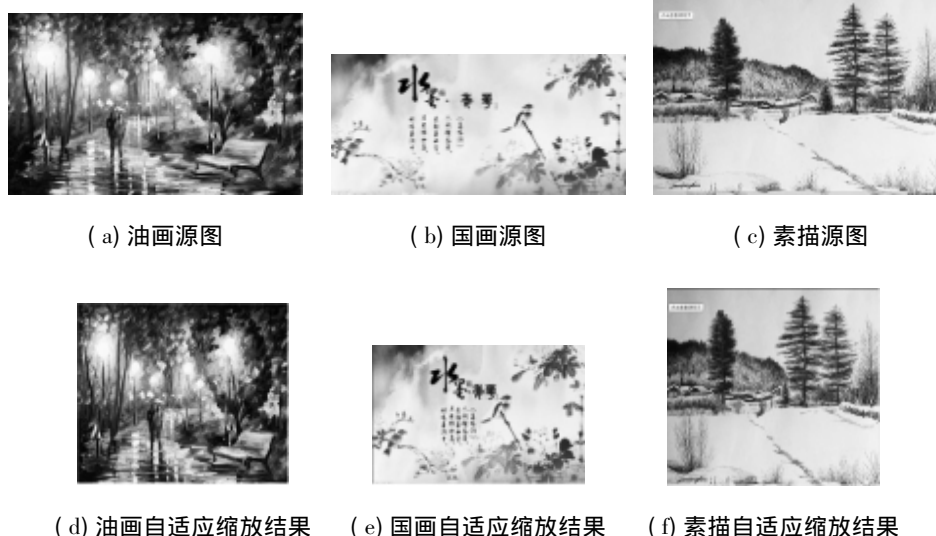 水
( a) 油画源图
( b) 国画源图
( c) 素描源图
( d) 油画自适应缩放结果
( e) 国画自适应缩放结果
( f) 素描自适应缩放结果